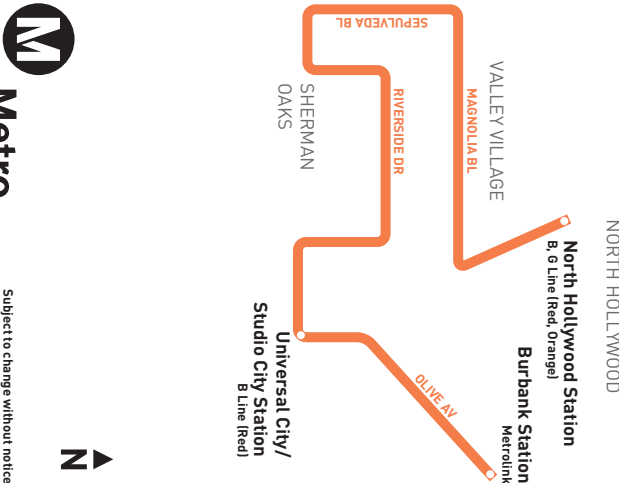 NORTH HOLLYWOOD
North Hollywood Station
B, G Line (Red, Orange)
Burbank Station
Metrolink
VALLEY VILLAGE
MAGNOLIA BL
SEPULVEDA BL
RIVERSIDE DR
OLIVE AV
SHERMAN
OAKS
Universal City/
Studio City Station
B Line (Red)
N
M
Metro
Subject to change without notice